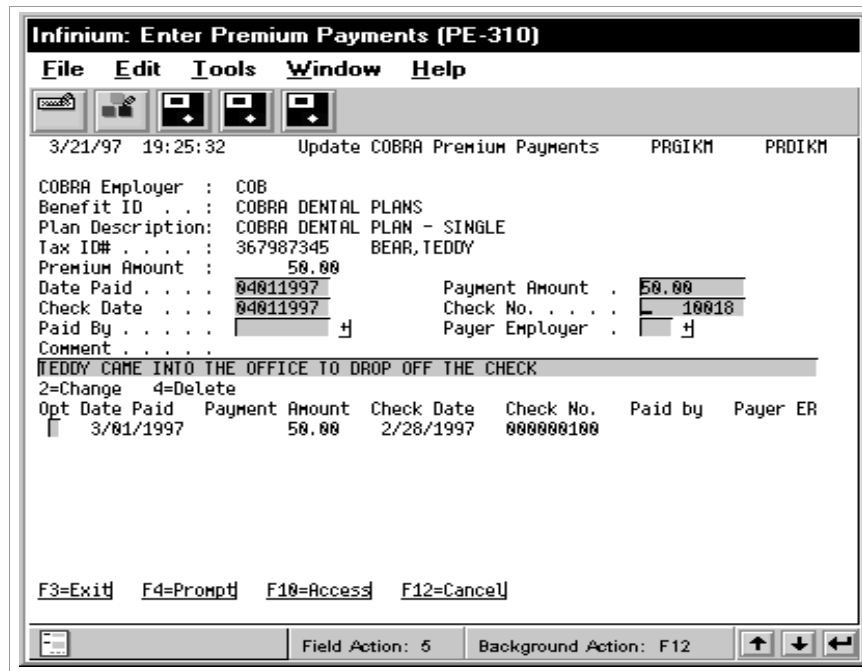 Infinium: Enter Premium Payments (PE-310)
File Edit Tools Window Help
3/21/97 19:25:32 Update COBRA Premium Payments PRGIKM PRDIKM
COBRA Employer : COB
Benefit ID . . : COBRA DENTAL PLANS
Plan Description: COBRA DENTAL PLAN - SINGLE
Tax ID# . . . . : 367987345 BEAR,TEDDY
Premium Amount : 50.00
Date Paid . . . . 04011997 Payment Amount . 50.00
Check Date . . . 04011997 Check No. . . . . 10018
Paid By . . . . . + Payer Employer . +
Comment . . . . .
TEDDY CAME INTO THE OFFICE TO DROP OFF THE CHECK
2=Change 4=Delete
Opt Date Paid Payment Amount Check Date Check No. Paid by Payer ER
3/01/1997 50.00 2/28/1997 000000100
F3=Exit F4=Prompt F10=Access F12=Cancel
Field Action: 5 Background Action: F12